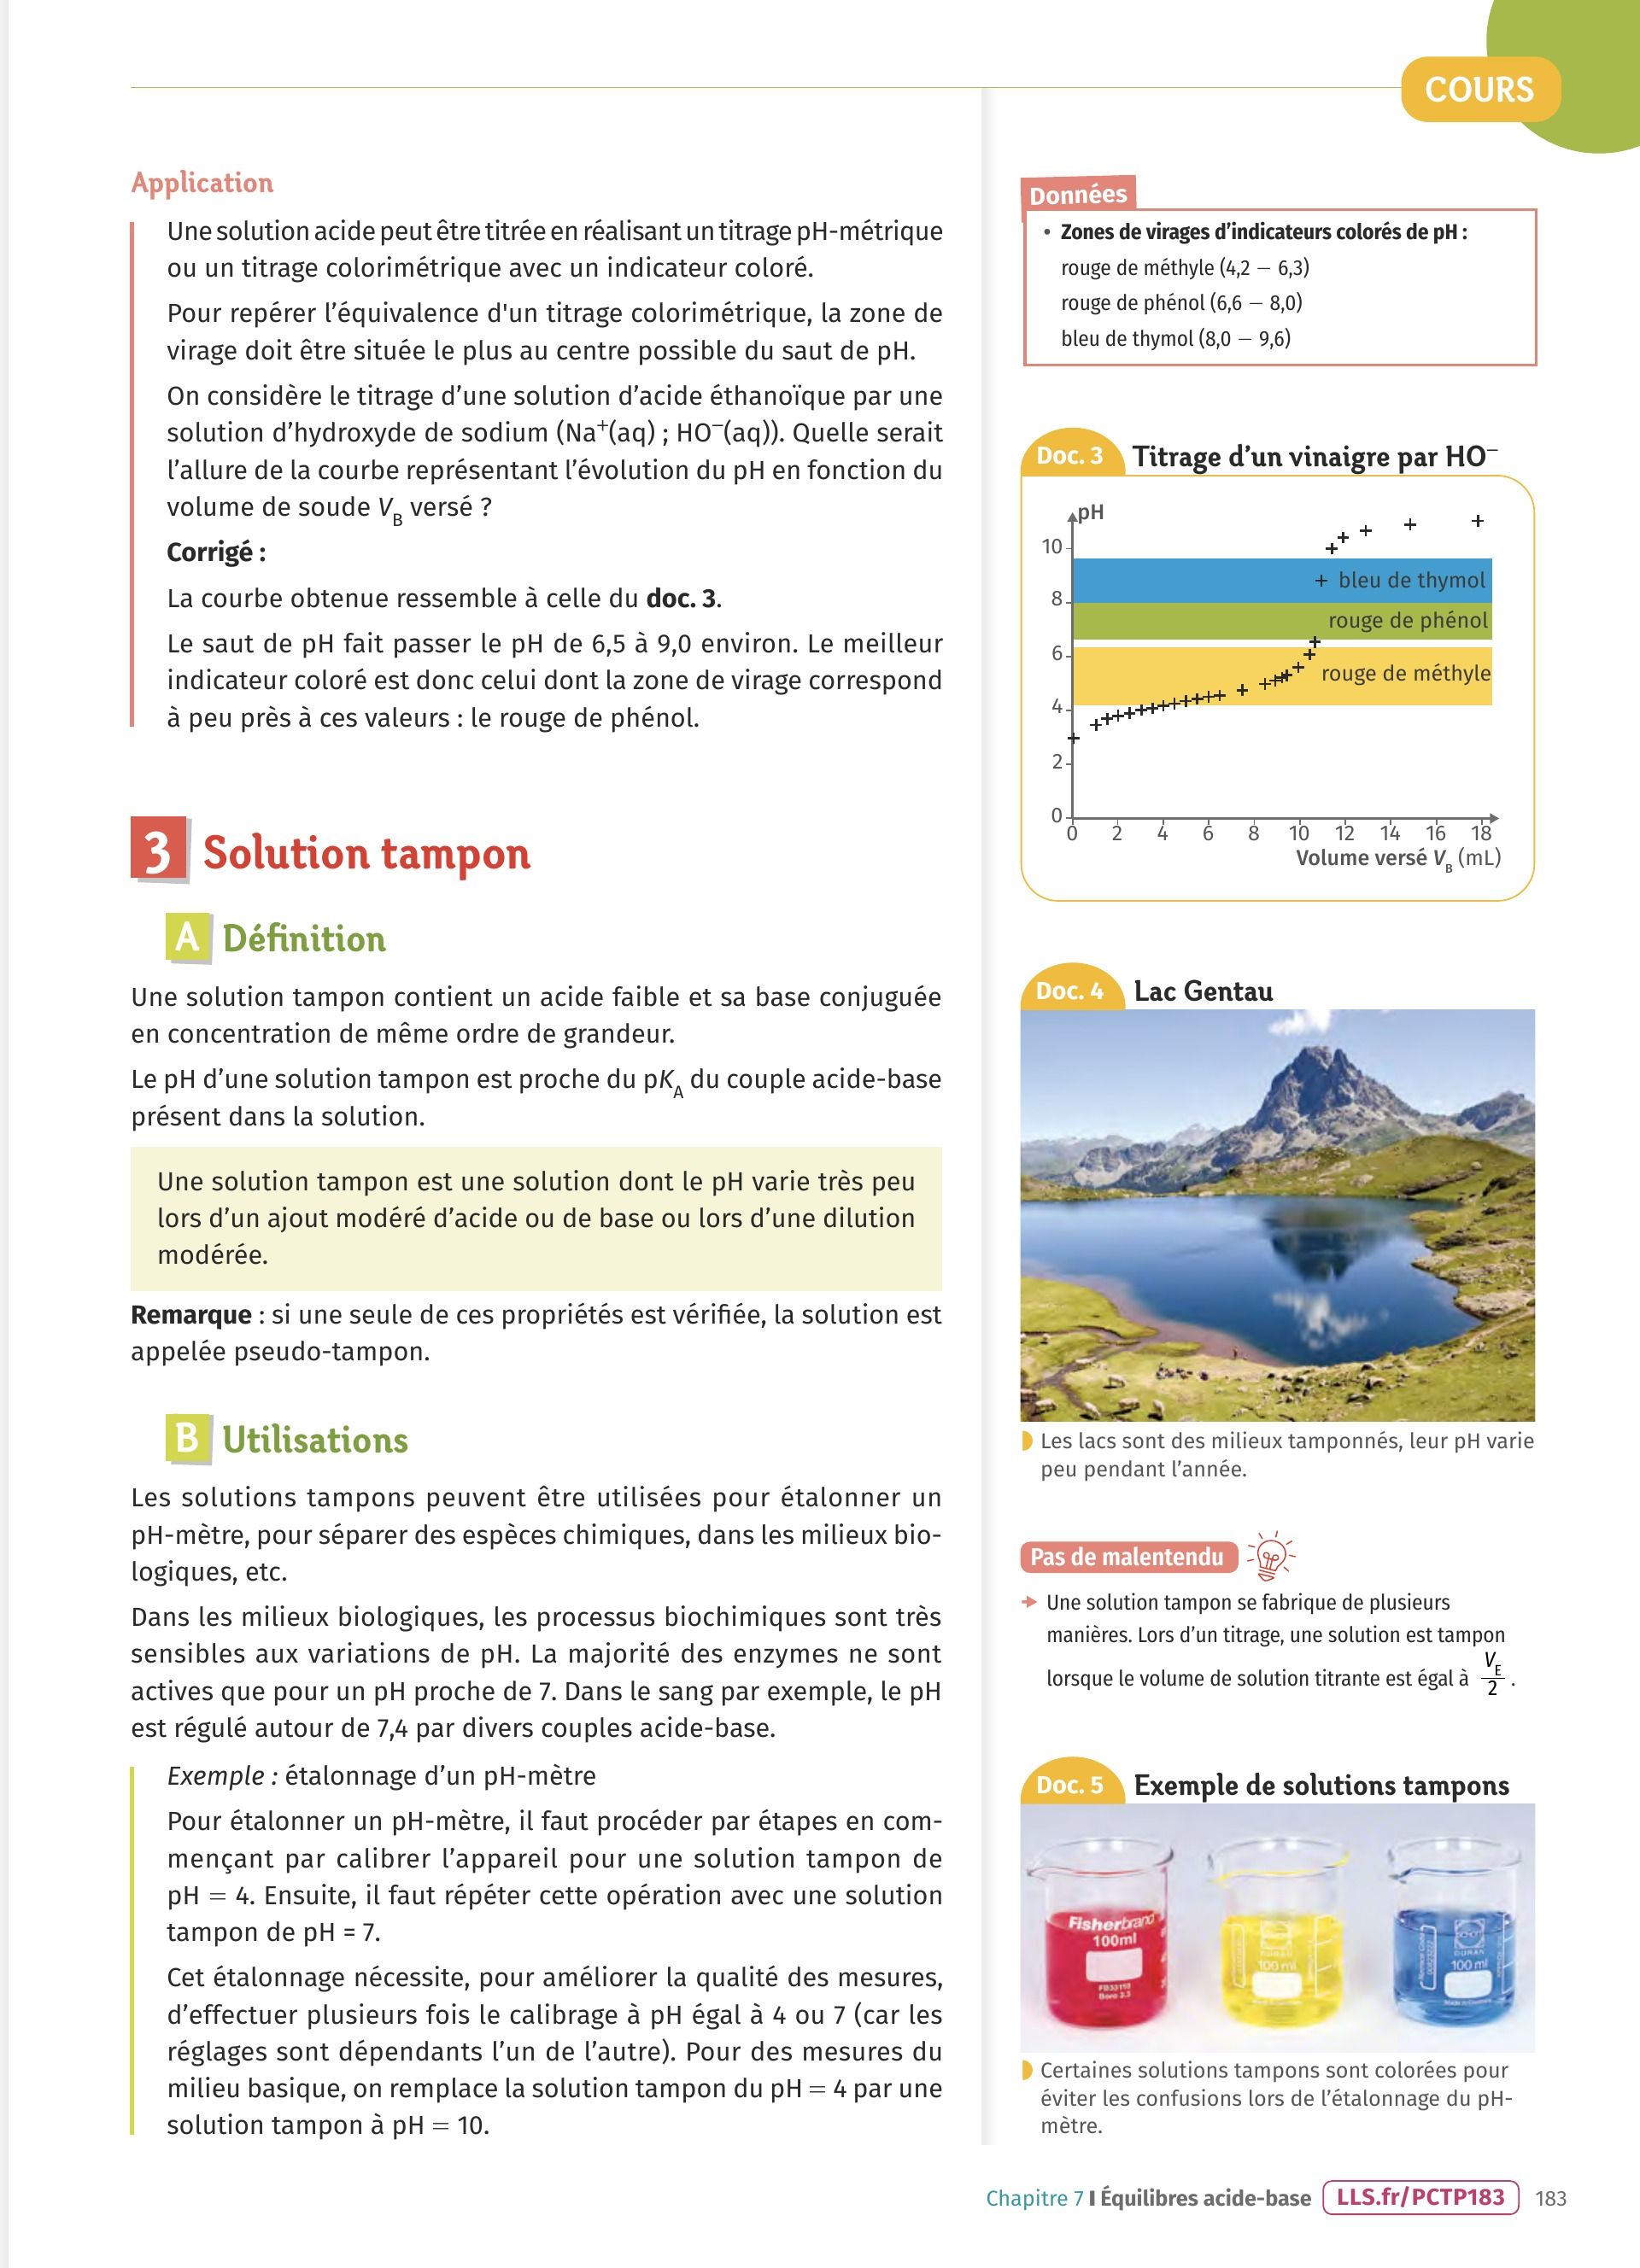 COURS
Application
Une solution acide peut être titrée en réalisant un titrage pH-métrique
ou un titrage colorimétrique avec un indicateur coloré.
Pour repérer l’équivalence d'un titrage colorimétrique, la zone de
virage doit être située le plus au centre possible du saut de pH.
On considère le titrage d’une solution d’acide éthanoïque par une
solution d’hydroxyde de sodium (Na⁺(aq) ; HO⁻(aq)). Quelle serait
l’allure de la courbe représentant l’évolution du pH en fonction du
volume de soude V_B versé ?
Corrigé :
La courbe obtenue ressemble à celle du doc. 3.
Le saut de pH fait passer le pH de 6,5 à 9,0 environ. Le meilleur
indicateur coloré est donc celui dont la zone de virage correspond
à peu près à ces valeurs : le rouge de phénol.
3 Solution tampon
A Définition
Une solution tampon contient un acide faible et sa base conjuguée
en concentration de même ordre de grandeur.
Le pH d’une solution tampon est proche du pK_A du couple acide-base
présent dans la solution.
Une solution tampon est une solution dont le pH varie très peu
lors d’un ajout modéré d’acide ou de base ou lors d’une dilution
modérée.
Remarque : si une seule de ces propriétés est vérifiée, la solution est
appelée pseudo-tampon.
B Utilisations
Les solutions tampons peuvent être utilisées pour étalonner un
pH-mètre, pour séparer des espèces chimiques, dans les milieux bio-
logiques, etc.
Dans les milieux biologiques, les processus biochimiques sont très
sensibles aux variations de pH. La majorité des enzymes ne sont
actives que pour un pH proche de 7. Dans le sang par exemple, le pH
est régulé autour de 7,4 par divers couples acide-base.
Exemple : étalonnage d’un pH-mètre
Pour étalonner un pH-mètre, il faut procéder par étapes en com-
mençant par calibrer l’appareil pour une solution tampon de
pH = 4. Ensuite, il faut répéter cette opération avec une solution
tampon de pH = 7.
Cet étalonnage nécessite, pour améliorer la qualité des mesures,
d’effectuer plusieurs fois le calibrage à pH égal à 4 ou 7 (car les
réglages sont dépendants l’un de l’autre). Pour des mesures du
milieu basique, on remplace la solution tampon du pH = 4 par une
solution tampon à pH = 10.
Données
• Zones de virages d’indicateurs colorés de pH :
rouge de méthyle (4,2 – 6,3)
rouge de phénol (6,6 – 8,0)
bleu de thymol (8,0 – 9,6)
Doc. 3 Titrage d’un vinaigre par HO⁻
pH
10
bleu de thymol
8
rouge de phénol
6
rouge de méthyle
4
2
0
0 2 4 6 8 10 12 14 16 18
Volume versé V_B (mL)
Doc. 4 Lac Gentau
Les lacs sont des milieux tamponnés, leur pH varie
peu pendant l’année.
Pas de malentendu
Une solution tampon se fabrique de plusieurs
manières. Lors d’un titrage, une solution est tampon
lorsque le volume de solution titrante est égal à V_E/2 .
Doc. 5 Exemple de solutions tampons
Fisherbrand
100ml
DURAN
100 ml
DURAN
100 ml
Certaines solutions tampons sont colorées pour
éviter les confusions lors de l’étalonnage du pH-
mètre.
Chapitre 7 I Équilibres acide-base LLS.fr/PCTP183 183